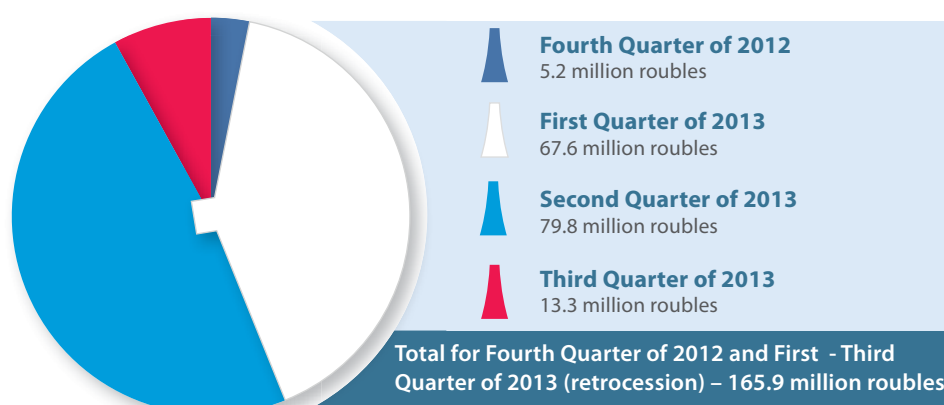 Fourth Quarter of 2012
5.2 million roubles
First Quarter of 2013
67.6 million roubles
Second Quarter of 2013
79.8 million roubles
Third Quarter of 2013
13.3 million roubles
Total for Fourth Quarter of 2012 and First - Third
Quarter of 2013 (retrocession) – 165.9 million roubles